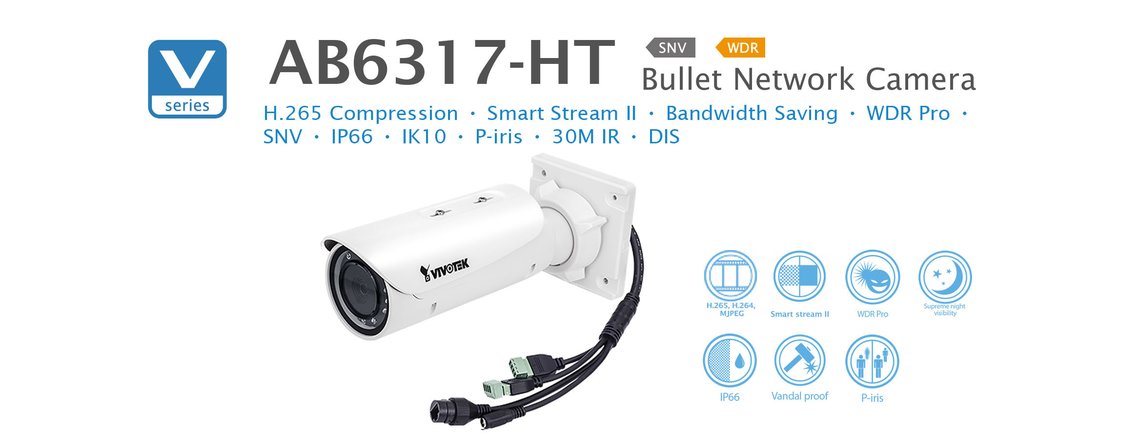 V
series
AB6317-HT
SNV
WDR
Bullet Network Camera
H.265 Compression · Smart Stream II · Bandwidth Saving · WDR Pro ·
SNV · IP66 · IK10 · P-iris · 30M IR · DIS
VIVOTEK
H.265, H.264,
MJPEG
Smart stream II
WDR Pro
Supreme night
visibility
IP66
Vandal proof
P-iris